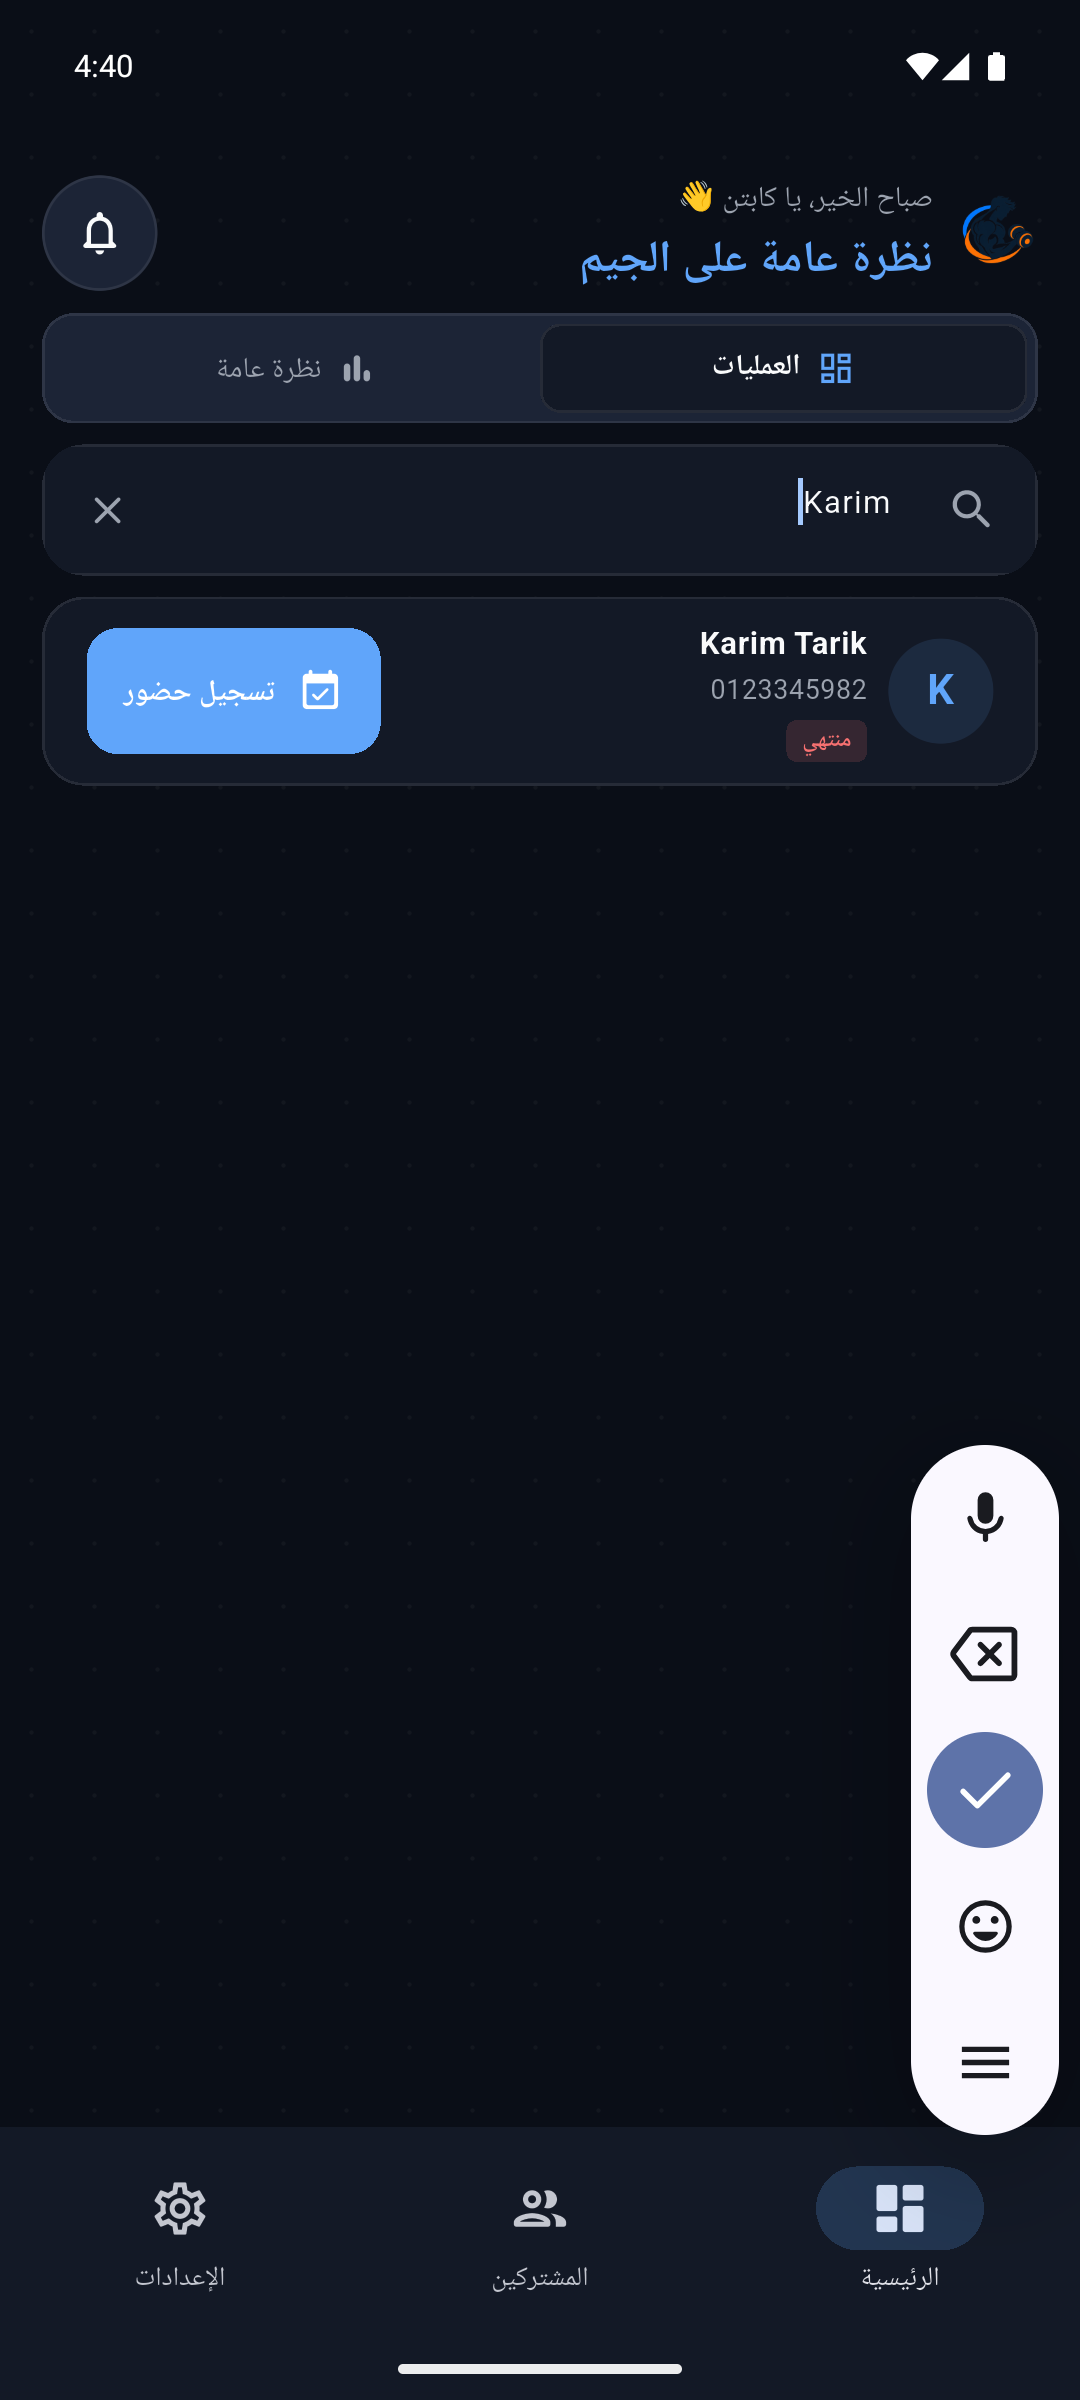 4:40
صباح الخير، يا كابتن 👋
نظرة عامة على الجيم
العمليات
نظرة عامة
Karim
Karim Tarik
0123345982
منتهي
K
تسجيل حضور
الرئيسية
المشتركين
الإعدادات